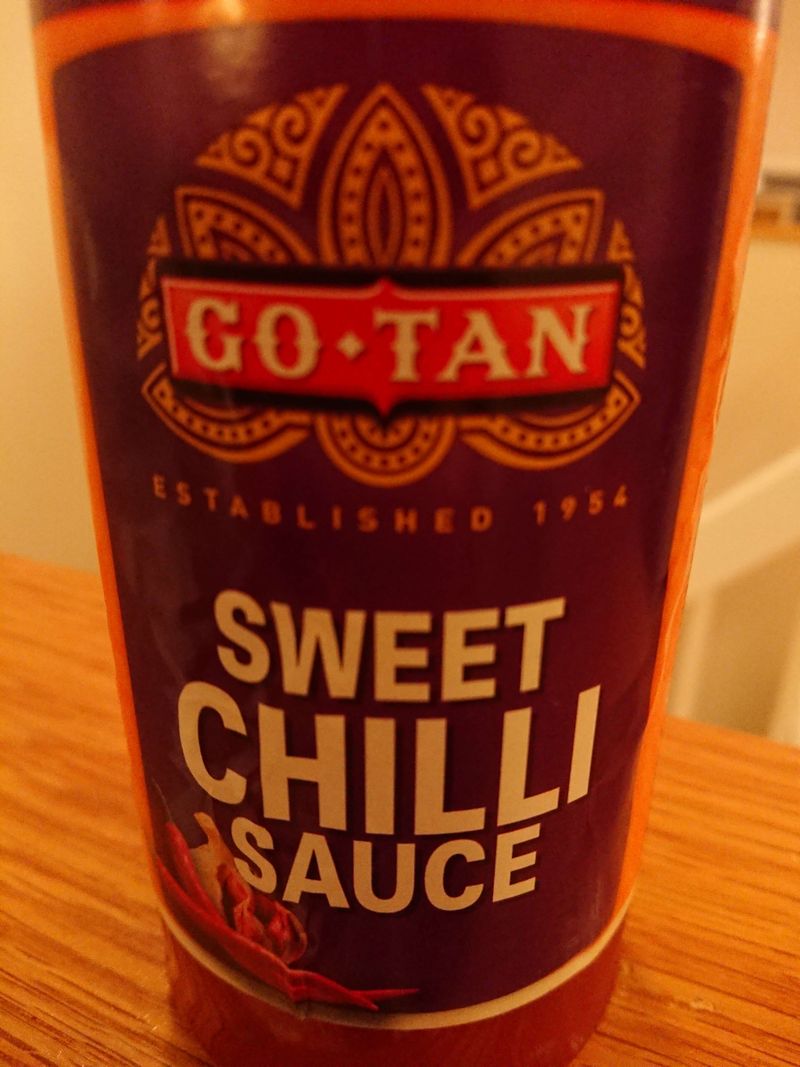 GO·TAN
ESTABLISHED 1954
SWEET
CHILLI
SAUCE